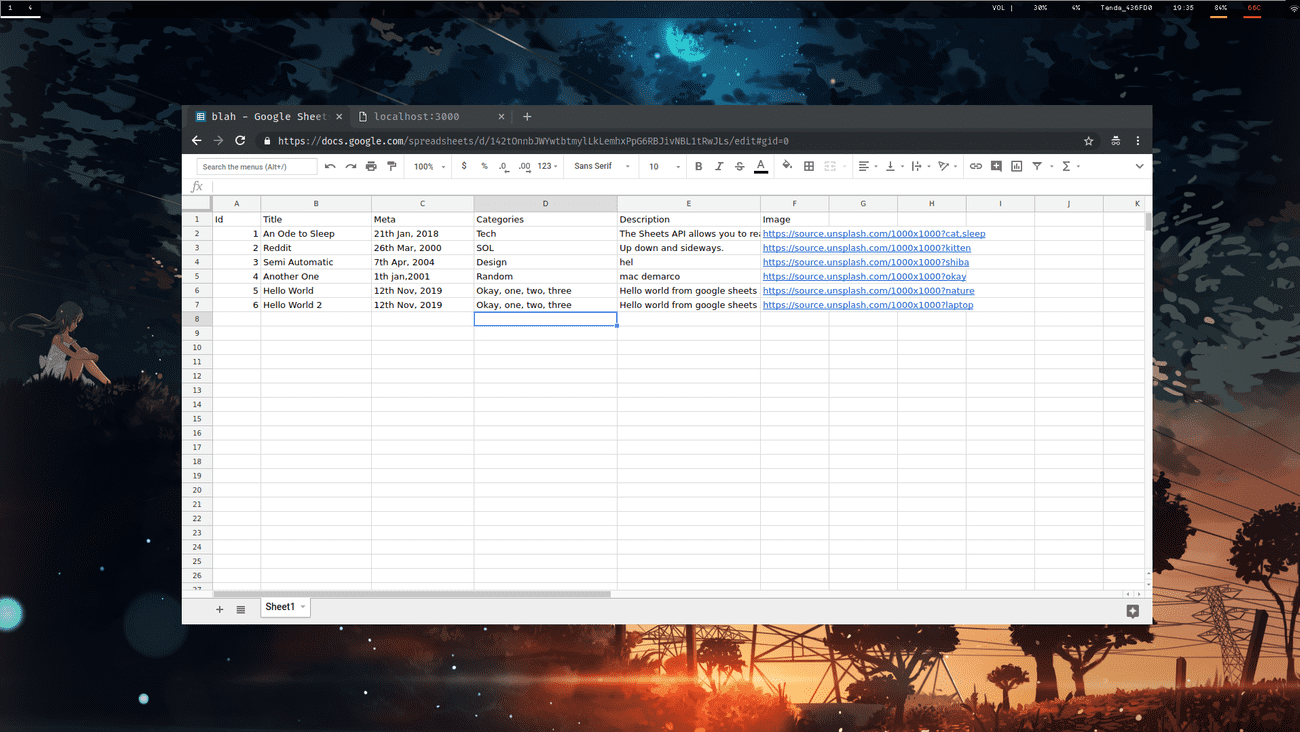 1 4 VOL | 30% 4% Tenda_436FD0 19:35 84% 66C
blah - Google Sheet × localhost:3000 × +
https://docs.google.com/spreadsheets/d/142tOnnbJWYwtbtmylLkLemhxPpG6RBJivNBL1tRwJLs/edit#gid=0
Search the menus (Alt+/) 100% $ % .0 .00 123 Sans Serif 10 B I S A Σ
fx
A B C D E F G H I J K
1 Id Title Meta Categories Description Image
2 1 An Ode to Sleep 21th Jan, 2018 Tech The Sheets API allows you to rea https://source.unsplash.com/1000x1000?cat,sleep
3 2 Reddit 26th Mar, 2000 SOL Up down and sideways. https://source.unsplash.com/1000x1000?kitten
4 3 Semi Automatic 7th Apr, 2004 Design hel https://source.unsplash.com/1000x1000?shiba
5 4 Another One 1th jan,2001 Random mac demarco https://source.unsplash.com/1000x1000?okay
6 5 Hello World 12th Nov, 2019 Okay, one, two, three Hello world from google sheets https://source.unsplash.com/1000x1000?nature
7 6 Hello World 2 12th Nov, 2019 Okay, one, two, three Hello world from google sheets https://source.unsplash.com/1000x1000?laptop
8
9
10
11
12
13
14
15
16
17
18
19
20
21
22
23
24
25
26
27
+ Sheet1